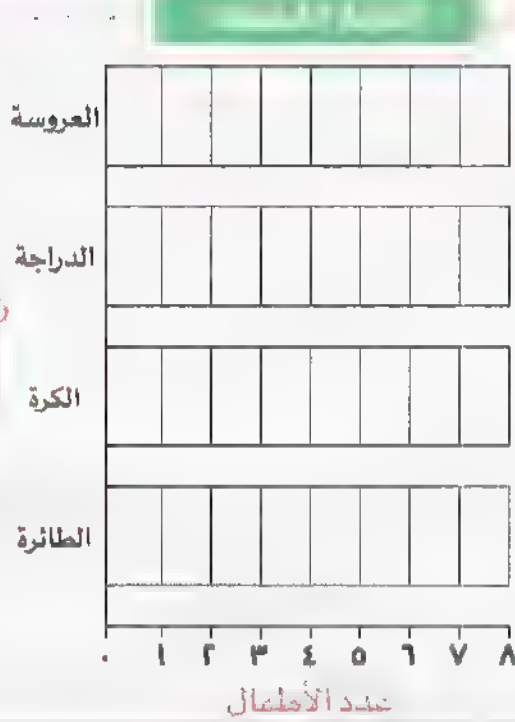 العروسة
الدراجة
الكرة
الطائرة
٠ ١ ٢ ٣ ٤ ٥ ٦ ٧ ٨
عدد الأطفال